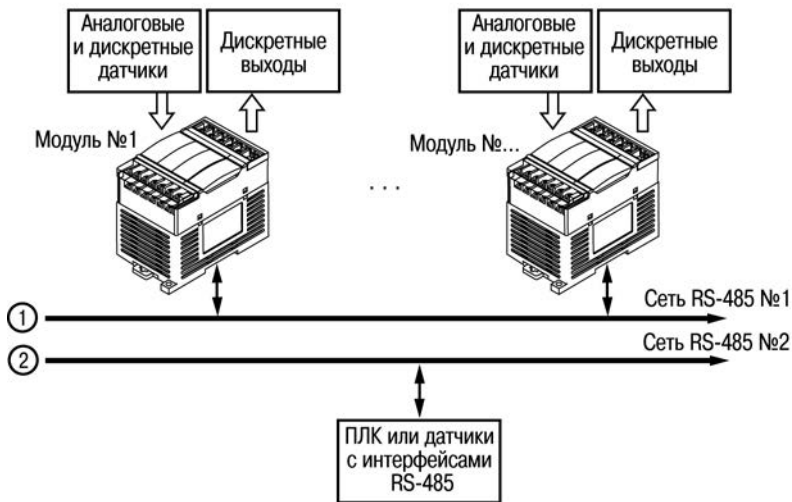 Аналоговые
и дискретные
датчики
Дискретные
выходы
Аналоговые
и дискретные
датчики
Дискретные
выходы
Модуль №1
Модуль №...
...
Сеть RS-485 №1
1
Сеть RS-485 №2
2
ПЛК или датчики
с интерфейсами
RS-485